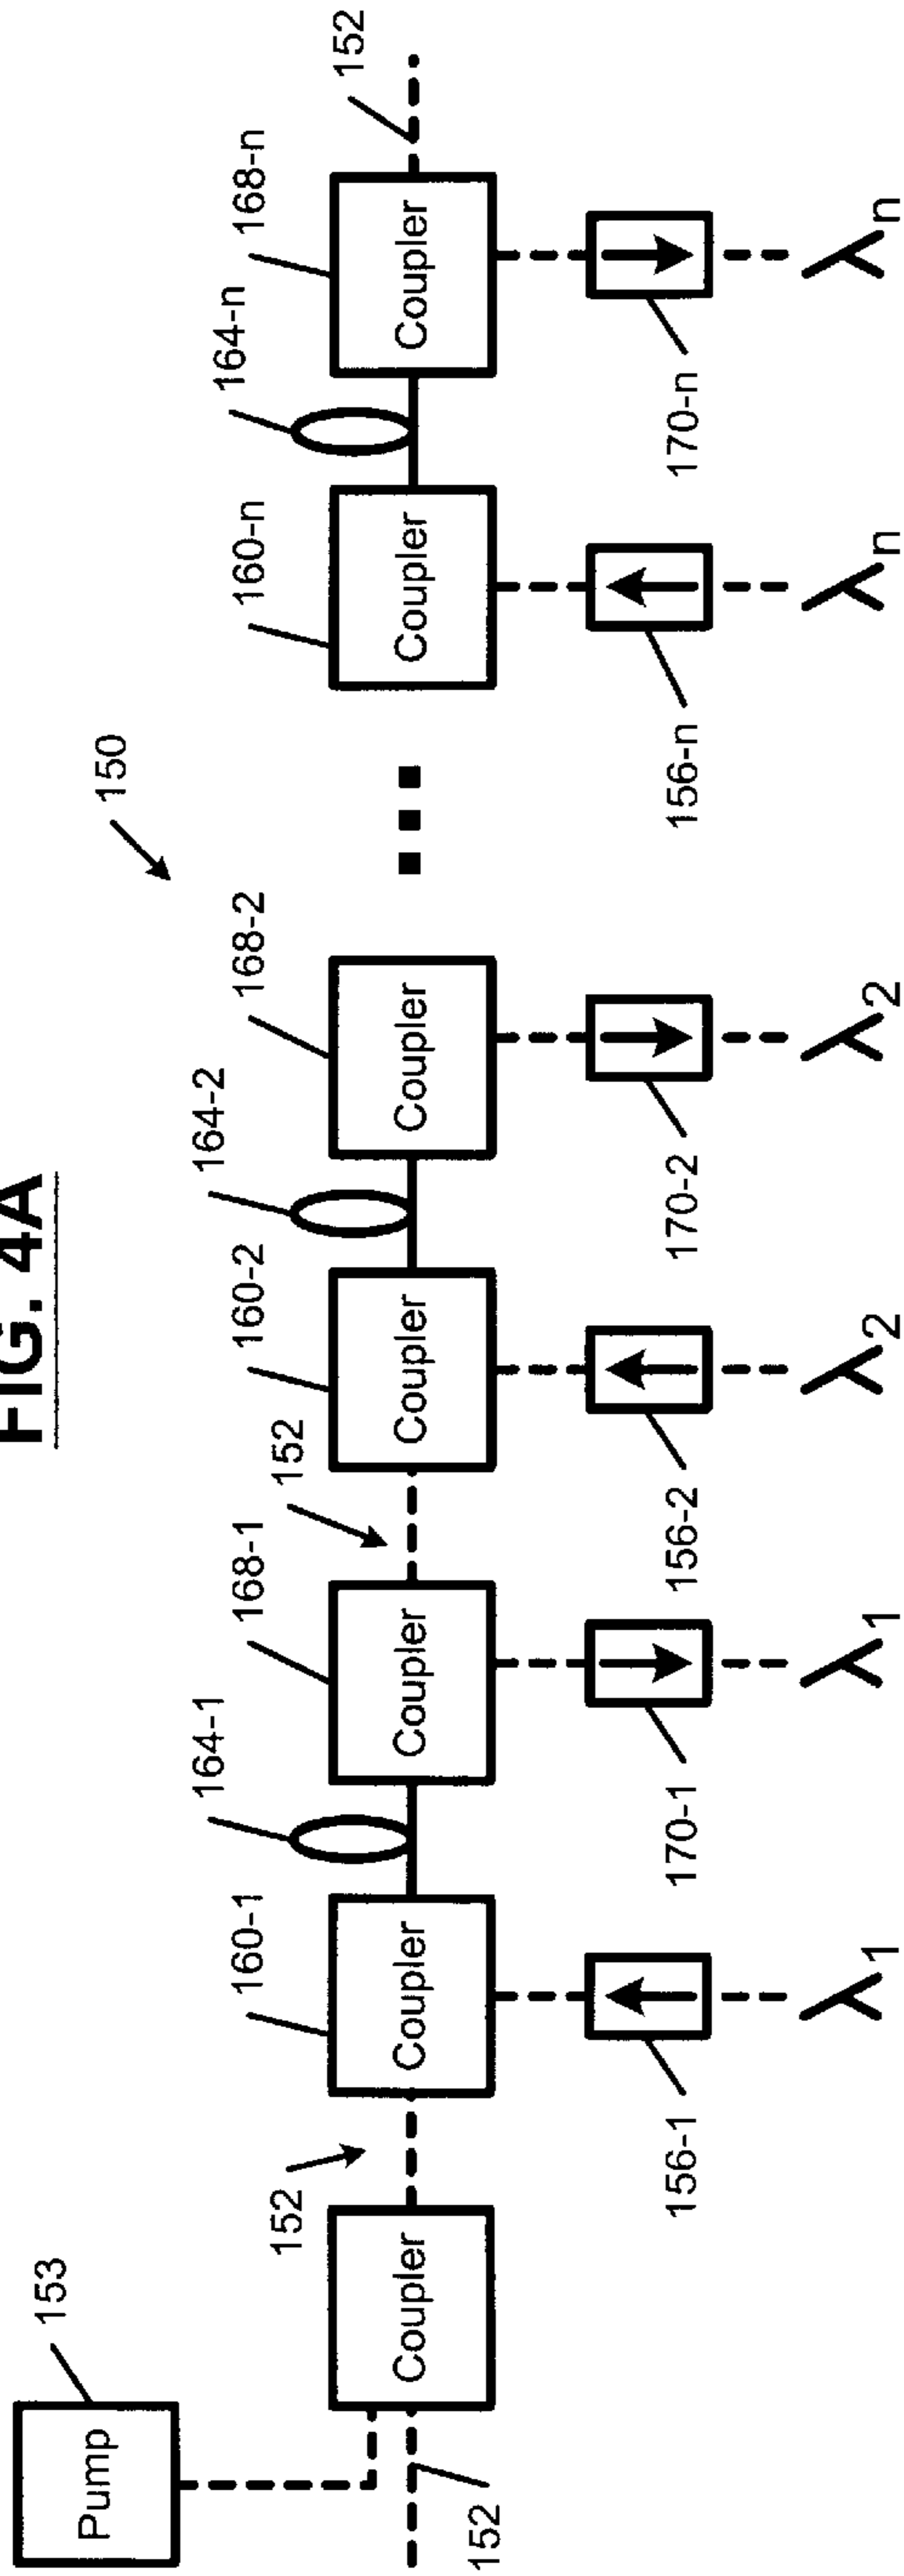 FIG. 4A
150
Pump
153
152
Coupler
152
160-1
Coupler
164-1
168-1
Coupler
152
160-2
Coupler
164-2
168-2
Coupler
160-n
Coupler
164-n
168-n
Coupler
152
156-1
170-1
156-2
170-2
156-n
170-n
λ1
λ1
λ2
λ2
λn
λn